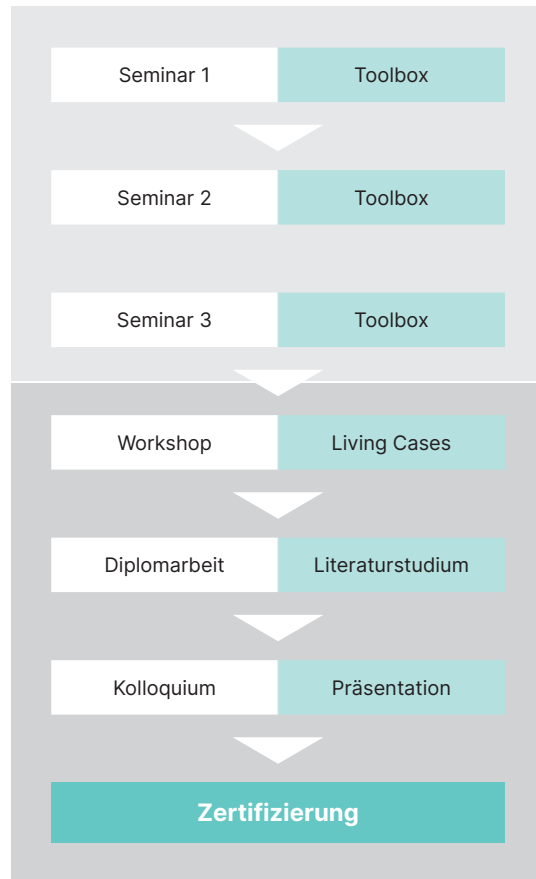 Seminar 1 Toolbox
Seminar 2 Toolbox
Seminar 3 Toolbox
Workshop Living Cases
Diplomarbeit Literaturstudium
Kolloquium Präsentation
Zertifizierung